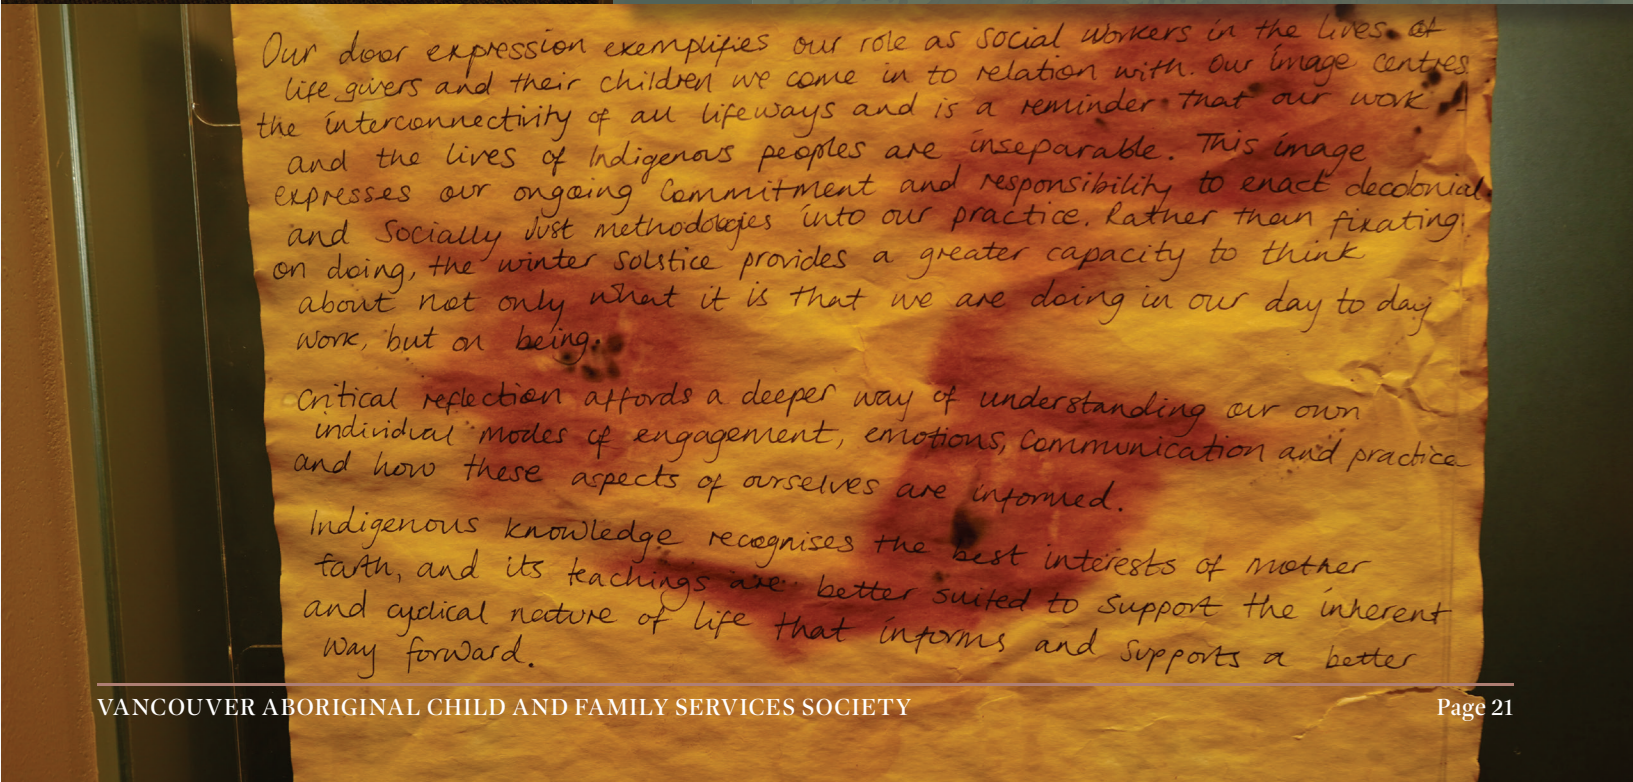 Our door expression exemplifies our role as social workers in the lives of
life givers and their children we come in to relation with. Our image centres
the interconnectivity of all lifeways and is a reminder that our work -
and the lives of Indigenous peoples are inseparable. This image
expresses our ongoing commitment and responsibility to enact decolonial
and Socially Just methodologies into our practice. Rather than fixating
on doing, the winter solstice provides a greater capacity to think
about not only what it is that we are doing in our day to day
work, but on being.
Critical reflection affords a deeper way of understanding our own
individual modes of engagement, emotions, communication and practice
and how these aspects of ourselves are informed.
Indigenous knowledge recognises the best interests of mother
Earth, and its teachings are better suited to support the inherent
and cyclical nature of life that informs and supports a better
way forward.
VANCOUVER ABORIGINAL CHILD AND FAMILY SERVICES SOCIETY
Page 21